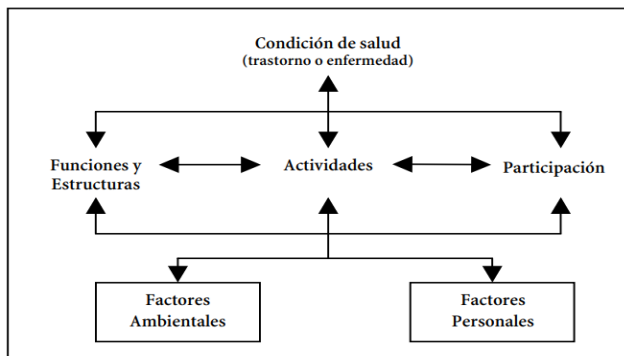 Condición de salud
(trastorno o enfermedad)
Funciones y
Estructuras
Actividades
Participación
Factores
Ambientales
Factores
Personales